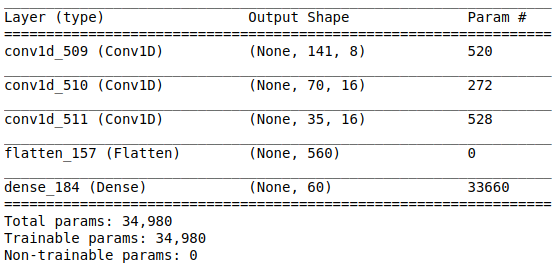 Layer (type) Output Shape Param #
=================================================================
conv1d_509 (Conv1D) (None, 141, 8) 520
conv1d_510 (Conv1D) (None, 70, 16) 272
conv1d_511 (Conv1D) (None, 35, 16) 528
flatten_157 (Flatten) (None, 560) 0
dense_184 (Dense) (None, 60) 33660
=================================================================
Total params: 34,980
Trainable params: 34,980
Non-trainable params: 0